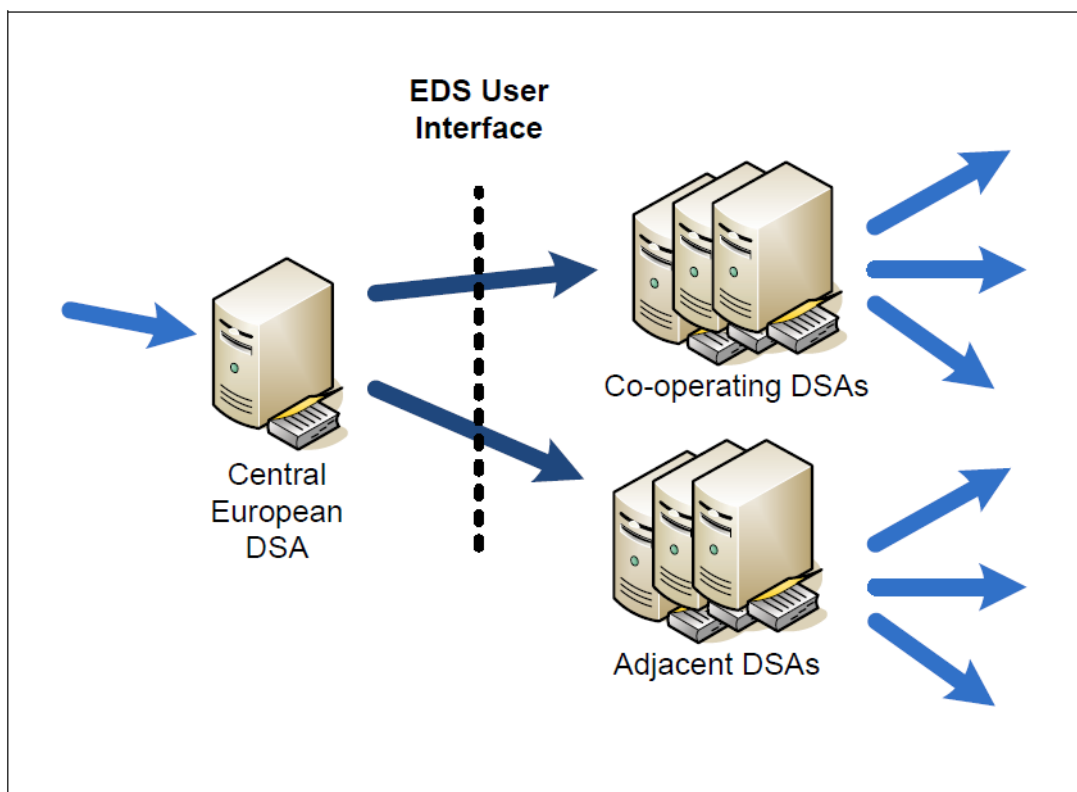 EDS User
Interface
Co-operating DSAs
Central
European
DSA
Adjacent DSAs